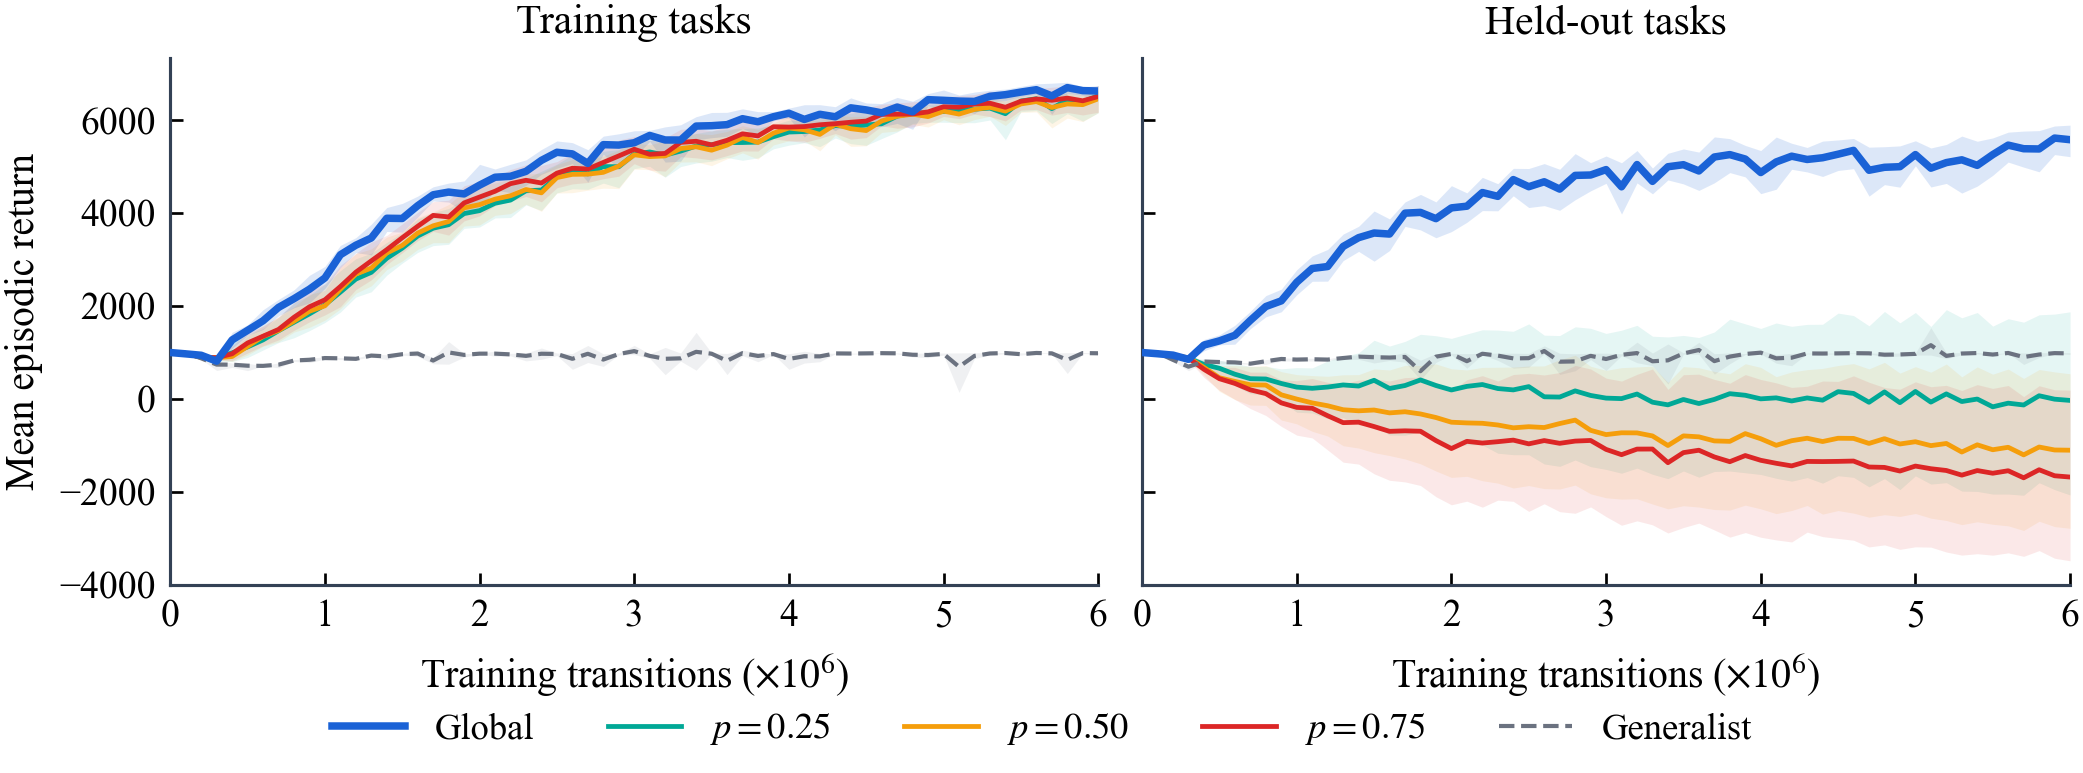 Training tasks
Held-out tasks
Mean episodic return
6000
4000
2000
0
−2000
−4000
0 1 2 3 4 5 6
0 1 2 3 4 5 6
Training transitions (×10⁶)
Training transitions (×10⁶)
Global p = 0.25 p = 0.50 p = 0.75 Generalist